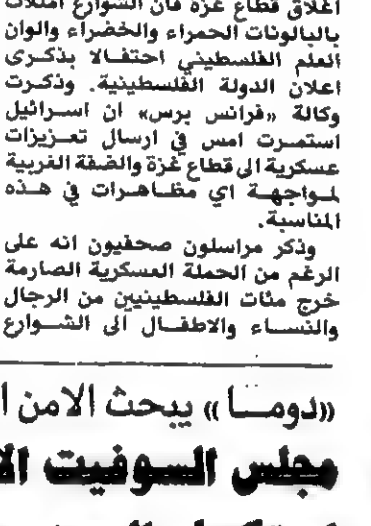 اغلاق قطاع غزة فان الشوارع امتلأت
بالبالونات الحمراء والخضراء والوان
العلم الفلسطيني احتفالا بذكرى
اعلان الدولة الفلسطينية. وذكرت
وكالة «فرانس برس» ان اسرائيل
استمرت امس في ارسال تعزيزات
عسكرية الى قطاع غزة والضفة الغربية
لمواجهة اي مظاهرات في هذه
المناسبة.
وذكر مراسلون صحفيون انه على
الرغم من الحملة العسكرية الصارمة
خرج مئات الفلسطينيين من الرجال
والنساء والاطفال الى الشوارع
«دوما» يبحث الامن ا
مجلس السوفيت الا